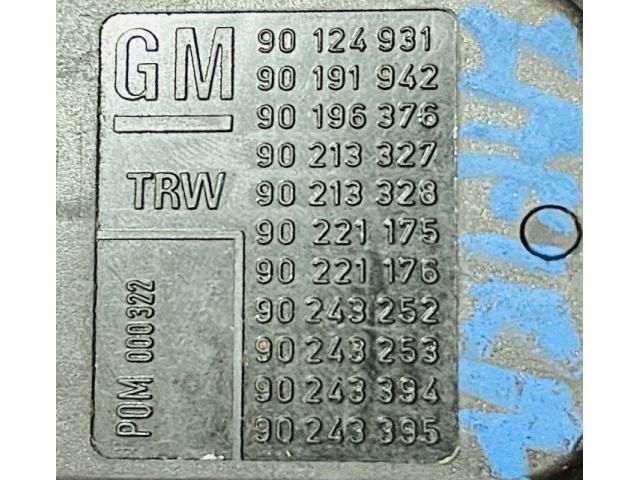 GM
TRW
POM 000322
90 124 931
90 191 942
90 196 376
90 213 327
90 213 328
90 221 175
90 221 176
90 243 252
90 243 253
90 243 394
90 243 395